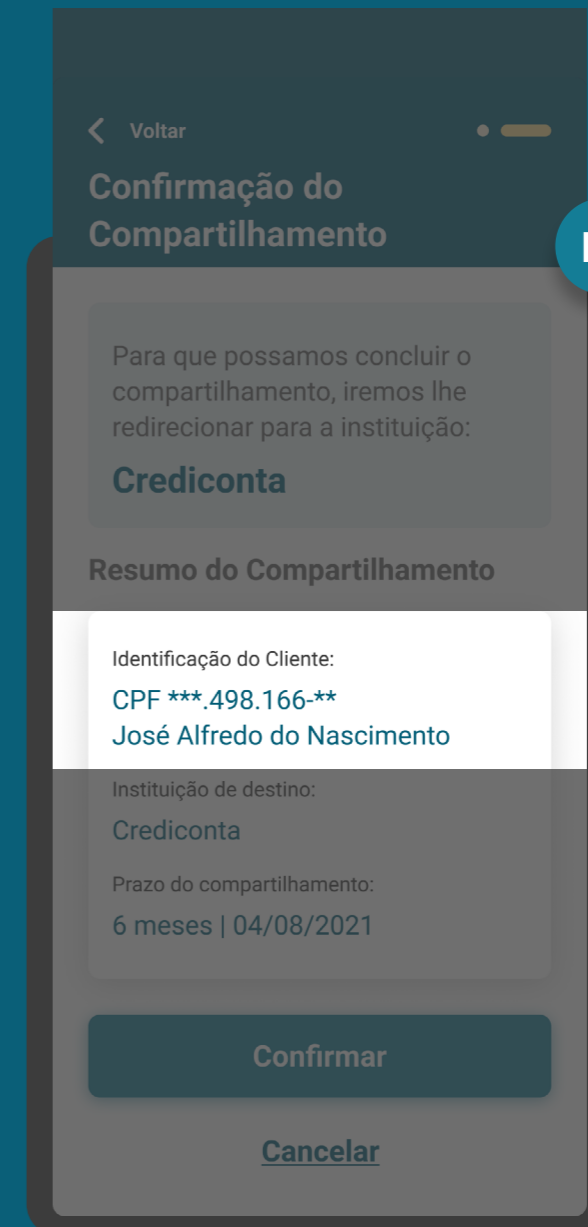 Voltar
Confirmação do
Compartilhamento
Para que possamos concluir o
compartilhamento, iremos lhe
redirecionar para a instituição:
Crediconta
Resumo do Compartilhamento
Identificação do Cliente:
CPF ***.498.166-**
José Alfredo do Nascimento
Instituição de destino:
Crediconta
Prazo do compartilhamento:
6 meses | 04/08/2021
Confirmar
Cancelar